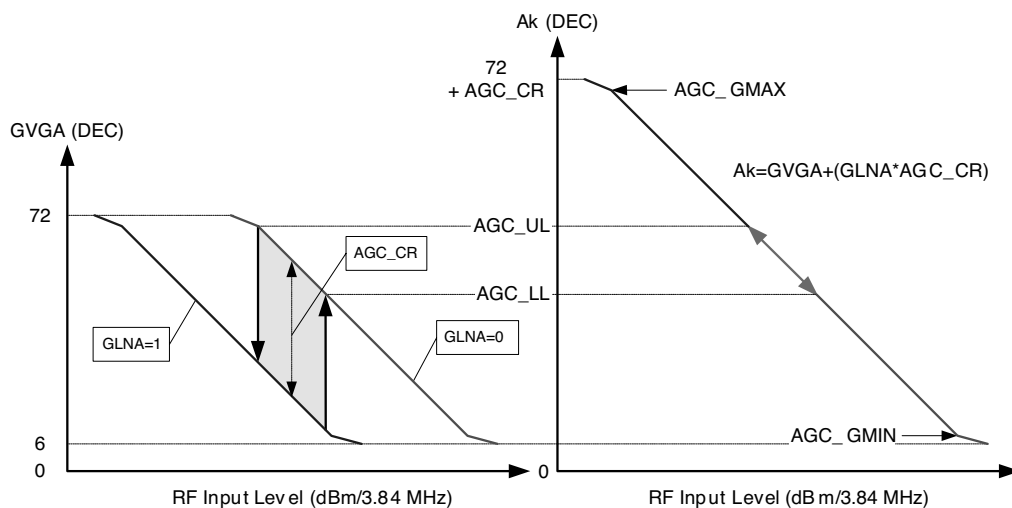 Ak (DEC)
72
+ AGC_CR
AGC_ GMAX
GVGA (DEC)
Ak=GVGA+(GLNA*AGC_CR)
72
AGC_UL
AGC_CR
AGC_LL
GLNA=1
GLNA=0
6
AGC_ GMIN
0
0
RF Input Level (dBm/3.84 MHz)
RF Input Level (dBm/3.84 MHz)